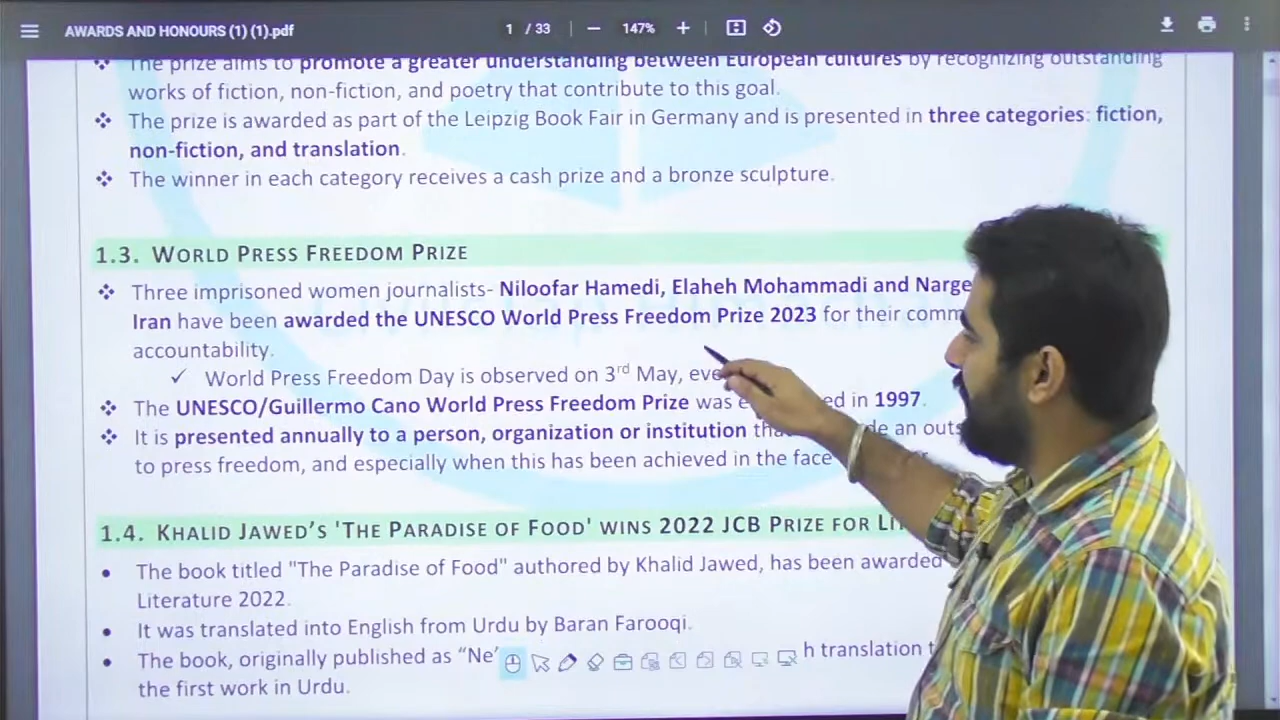 AWARDS AND HONOURS (1) (1).pdf
1 / 33
147%
The prize aims to promote a greater understanding between European cultures by recognizing outstanding
works of fiction, non-fiction, and poetry that contribute to this goal.
❖ The prize is awarded as part of the Leipzig Book Fair in Germany and is presented in three categories: fiction,
non-fiction, and translation.
❖ The winner in each category receives a cash prize and a bronze sculpture.
1.3. WORLD PRESS FREEDOM PRIZE
❖ Three imprisoned women journalists- Niloofar Hamedi, Elaheh Mohammadi and Narge
Iran have been awarded the UNESCO World Press Freedom Prize 2023 for their comm
accountability.
✓ World Press Freedom Day is observed on 3rd May, eve
❖ The UNESCO/Guillermo Cano World Press Freedom Prize was e ed in 1997.
❖ It is presented annually to a person, organization or institution tha de an outs
to press freedom, and especially when this has been achieved in the face
1.4. KHALID JAWED'S 'THE PARADISE OF FOOD' WINS 2022 JCB PRIZE FOR LI
• The book titled "The Paradise of Food" authored by Khalid Jawed, has been awarded
Literature 2022.
• It was translated into English from Urdu by Baran Farooqi.
• The book, originally published as “Ne’ h translation t
the first work in Urdu.